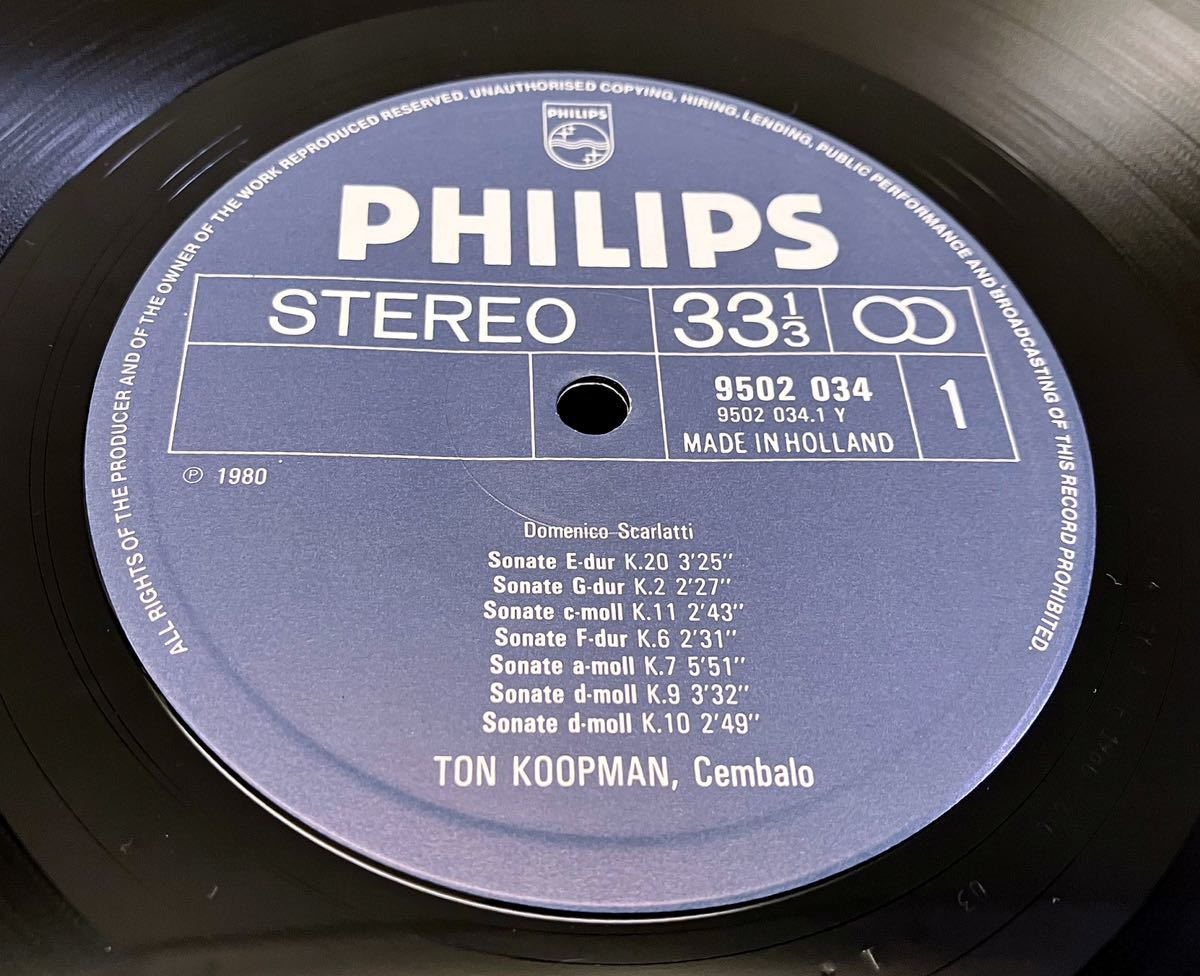 ALL RIGHTS OF THE PRODUCER AND OF THE OWNER OF THE WORK REPRODUCED RESERVED. UNAUTHORISED COPYING, HIRING, LENDING, PUBLIC PERFORMANCE AND BROADCASTING OF THIS RECORD PROHIBITED.
PHILIPS
PHILIPS
STEREO
33 1/3
9502 034
9502 034.1 Y
MADE IN HOLLAND
1
Ⓟ 1980
Domenico Scarlatti
Sonate E-dur K.20 3'25"
Sonate G-dur K.2 2'27"
Sonate c-moll K.11 2'43"
Sonate F-dur K.6 2'31"
Sonate a-moll K.7 5'51"
Sonate d-moll K.9 3'32"
Sonate d-moll K.10 2'49"
TON KOOPMAN, Cembalo